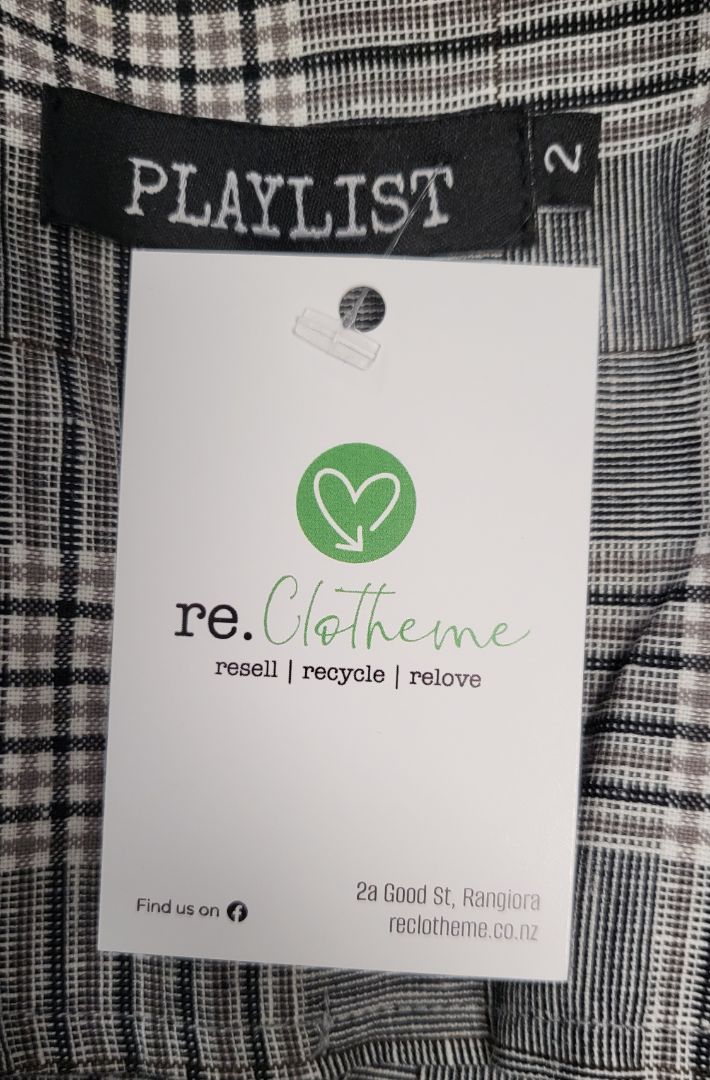 PLAYLIST
2
re.Clotheme
resell | recycle | relove
Find us on
2a Good St, Rangiora
reclotheme.co.nz